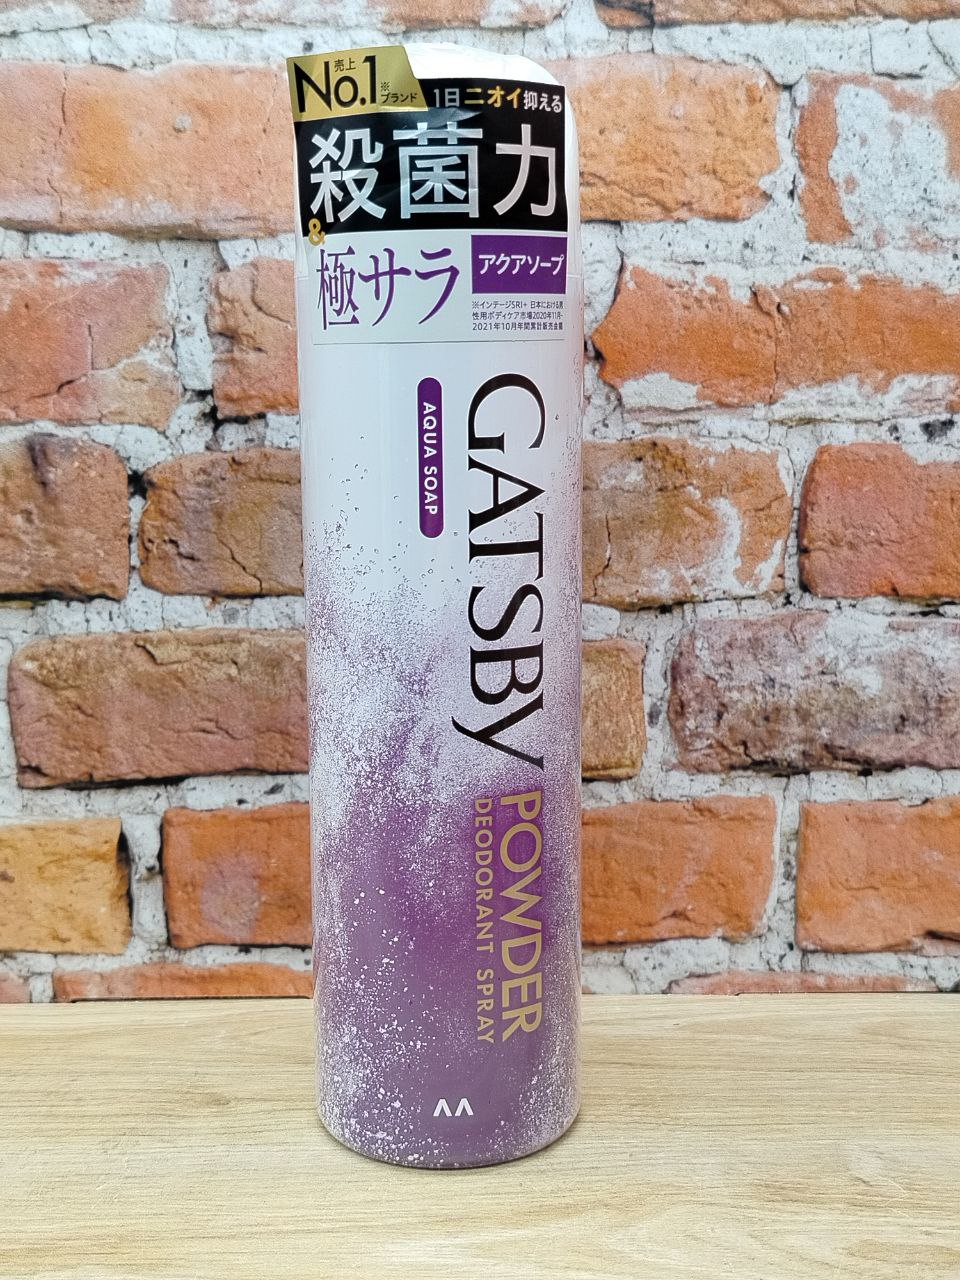 売上
No.1※
ブランド
1日ニオイ抑える
殺菌力
&
極サラ
アクアソープ
※インテージSRI+ 日本における男
性用ボディケア市場2020年11月-
2021年10月年間累計販売金額
GATSBY
AQUA SOAP
POWDER
DEODORANT SPRAY